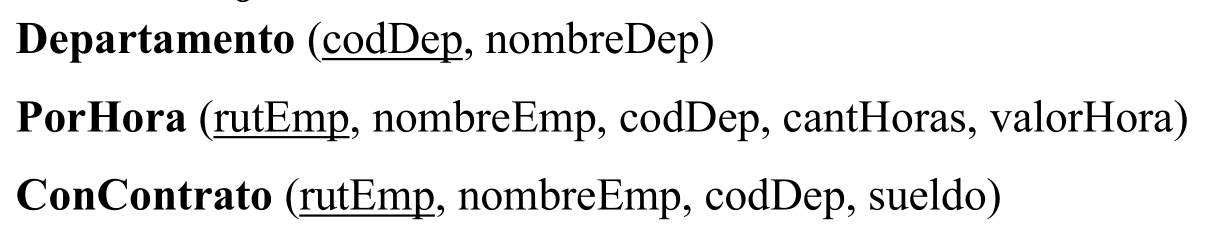 Departamento (codDep, nombreDep)
PorHora (rutEmp, nombreEmp, codDep, cantHoras, valorHora)
ConContrato (rutEmp, nombreEmp, codDep, sueldo)